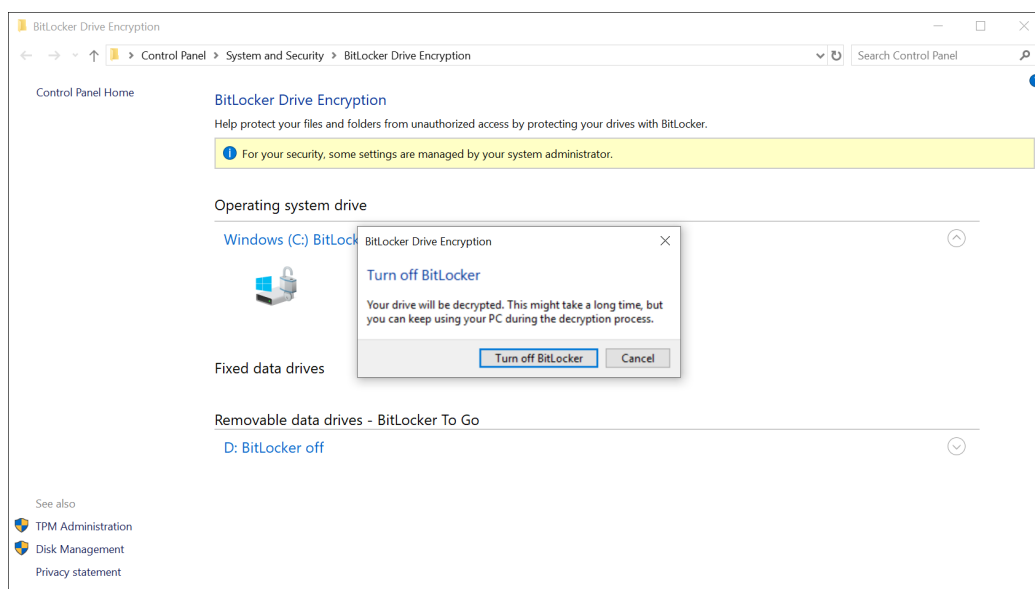 BitLocker Drive Encryption
Control Panel > System and Security > BitLocker Drive Encryption
Search Control Panel
Control Panel Home
BitLocker Drive Encryption
Help protect your files and folders from unauthorized access by protecting your drives with BitLocker.
For your security, some settings are managed by your system administrator.
Operating system drive
Windows (C:)
BitLocker Drive Encryption
Turn off BitLocker
Your drive will be decrypted. This might take a long time, but
you can keep using your PC during the decryption process.
Turn off BitLocker
Cancel
Fixed data drives
Removable data drives - BitLocker To Go
D: BitLocker off
See also
TPM Administration
Disk Management
Privacy statement